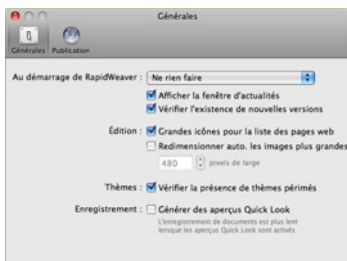 Générales
Générales Publication
Au démarrage de RapidWeaver : Ne rien faire
Afficher la fenêtre d'actualités
Vérifier l'existence de nouvelles versions
Édition : Grandes icônes pour la liste des pages web
Redimensionner auto. les images plus grandes
480 pixels de large
Thèmes : Vérifier la présence de thèmes périmés
Enregistrement : Générer des aperçus Quick Look
L'enregistrement de documents est plus lent
lorsque les aperçus Quick Look sont activés